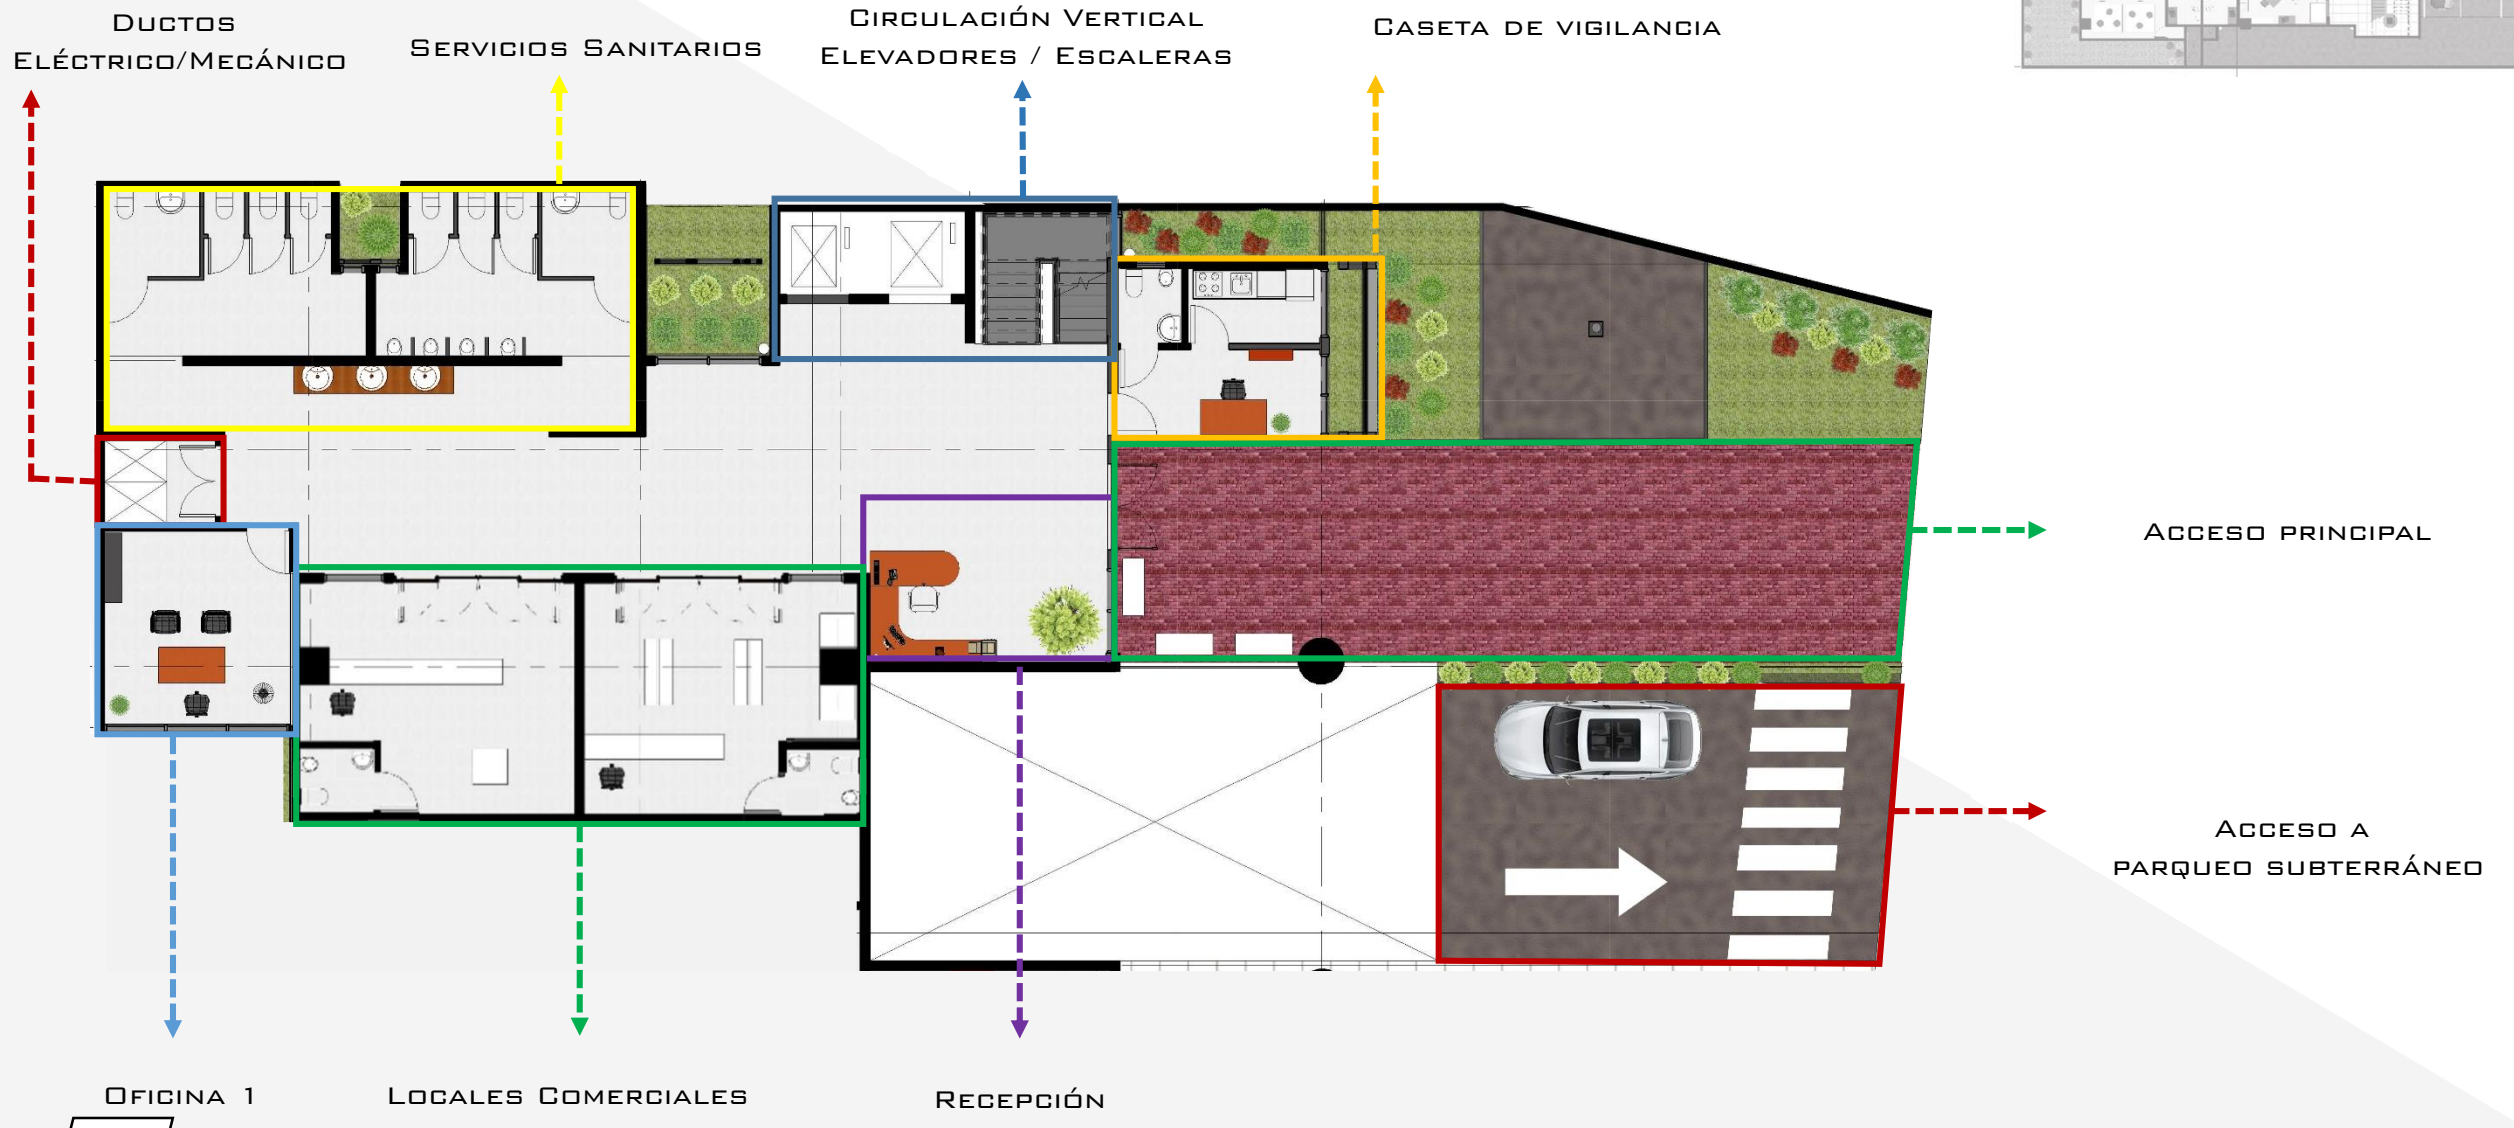 Ductos
Eléctrico/Mecánico
Servicios Sanitarios
Circulación Vertical
Elevadores / Escaleras
Caseta de vigilancia
Acceso principal
Acceso a
parqueo subterráneo
Oficina 1
Locales Comerciales
Recepción